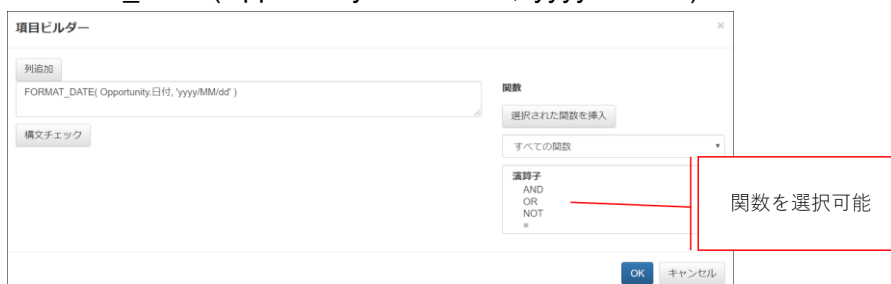 項目ビルダー
×
列追加
FORMAT_DATE( Opportunity.日付, 'yyyy/MM/dd' )
構文チェック
関数
選択された関数を挿入
すべての関数
演算子
AND
OR
NOT
=
関数を選択可能
OK
キャンセル